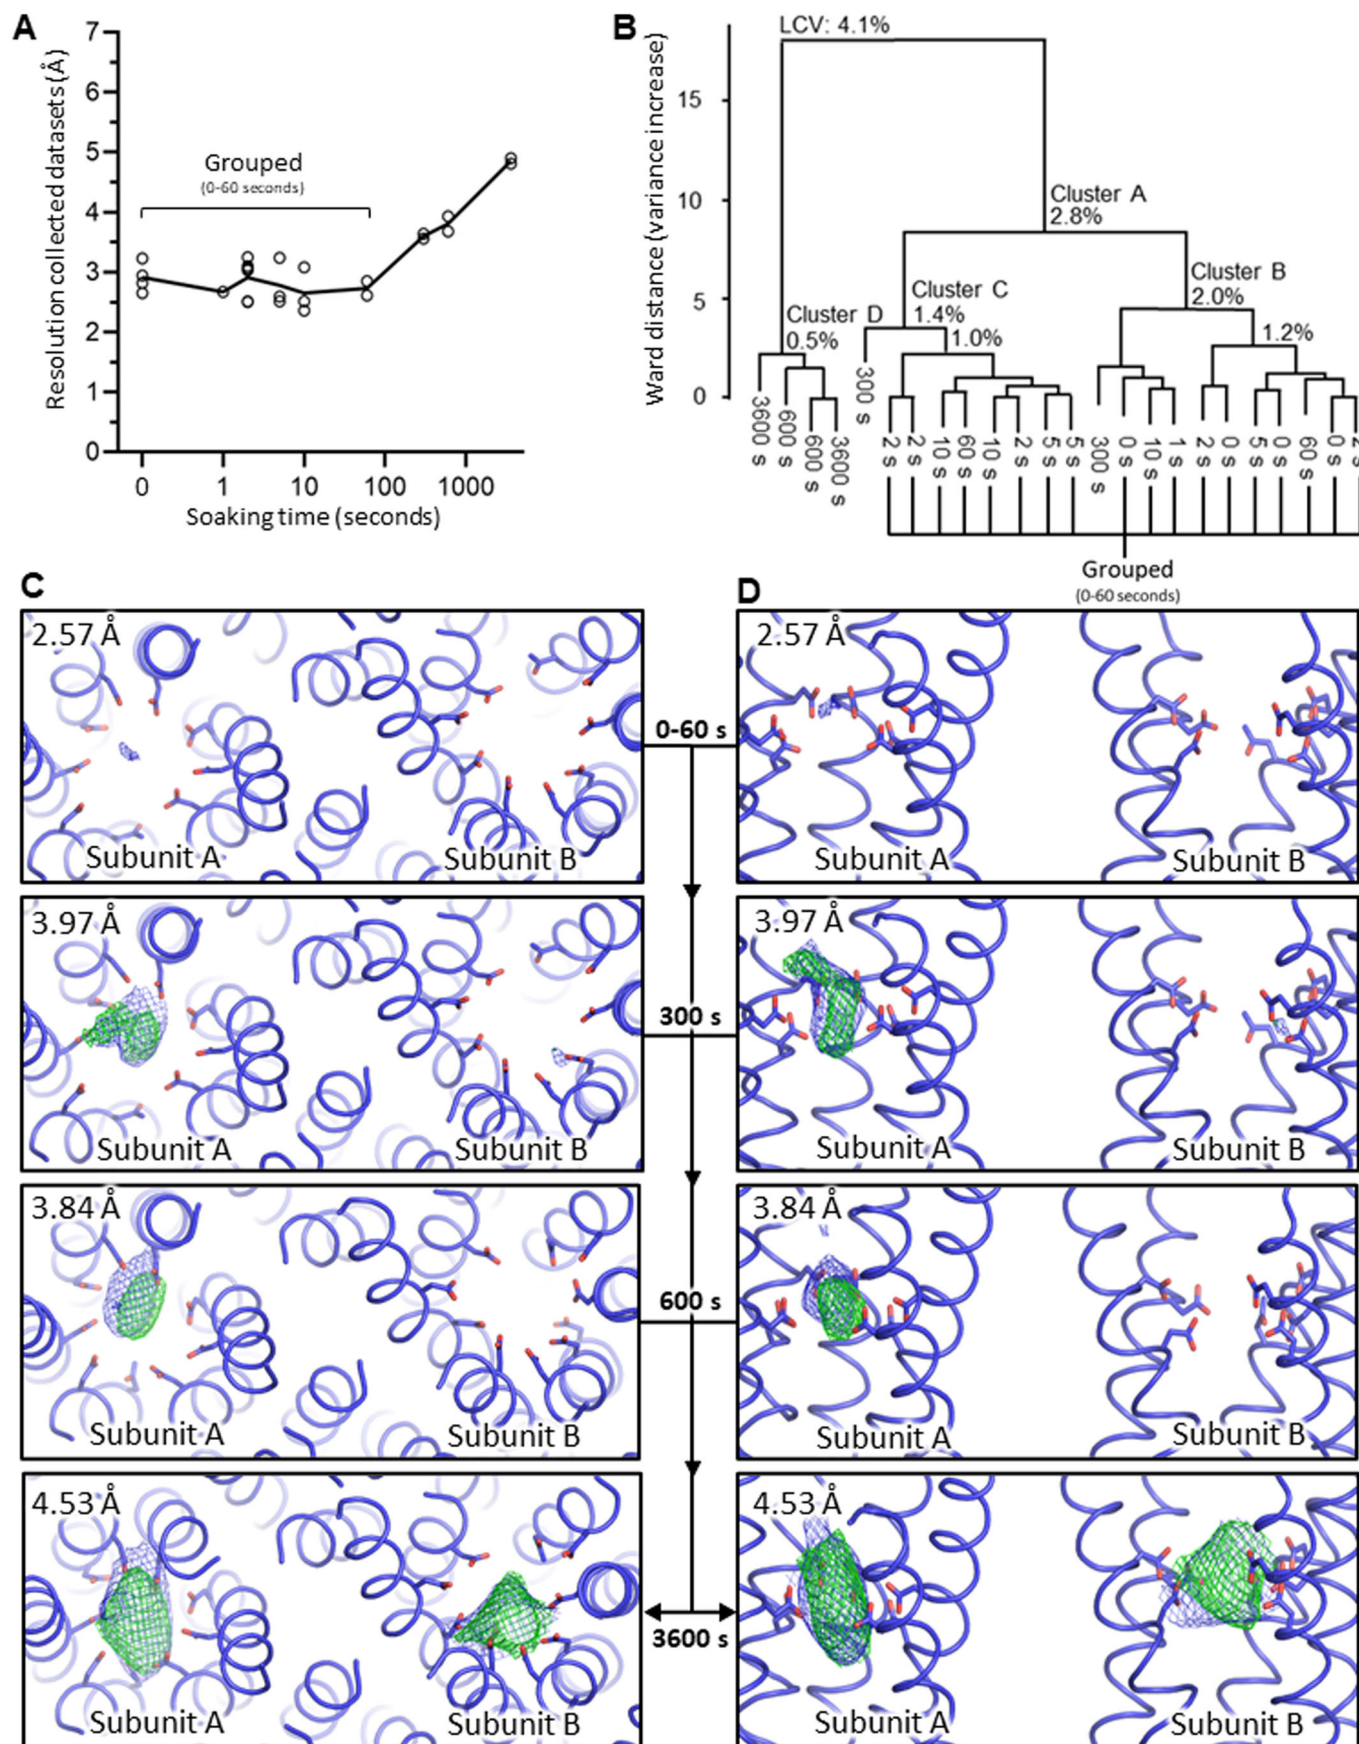 A
Resolution collected datasets (Å)
7
6
5
4
3
2
1
0
Grouped
(0-60 seconds)
0 1 10 100 1000
Soaking time (seconds)
B
Ward distance (variance increase)
15
10
5
0
LCV: 4.1%
Cluster A
2.8%
Cluster B
2.0%
Cluster C
1.4%
Cluster D
0.5%
1.0%
1.2%
3600 s
600 s
600 s
3600 s
300 s
2 s
2 s
10 s
60 s
10 s
2 s
5 s
5 s
300 s
0 s
10 s
1 s
2 s
0 s
5 s
0 s
60 s
0 s
Grouped
(0-60 seconds)
C
2.57 Å
Subunit A
Subunit B
3.97 Å
Subunit A
Subunit B
3.84 Å
Subunit A
Subunit B
4.53 Å
Subunit A
Subunit B
0-60 s
300 s
600 s
3600 s
D
2.57 Å
Subunit A
Subunit B
3.97 Å
Subunit A
Subunit B
3.84 Å
Subunit A
Subunit B
4.53 Å
Subunit A
Subunit B